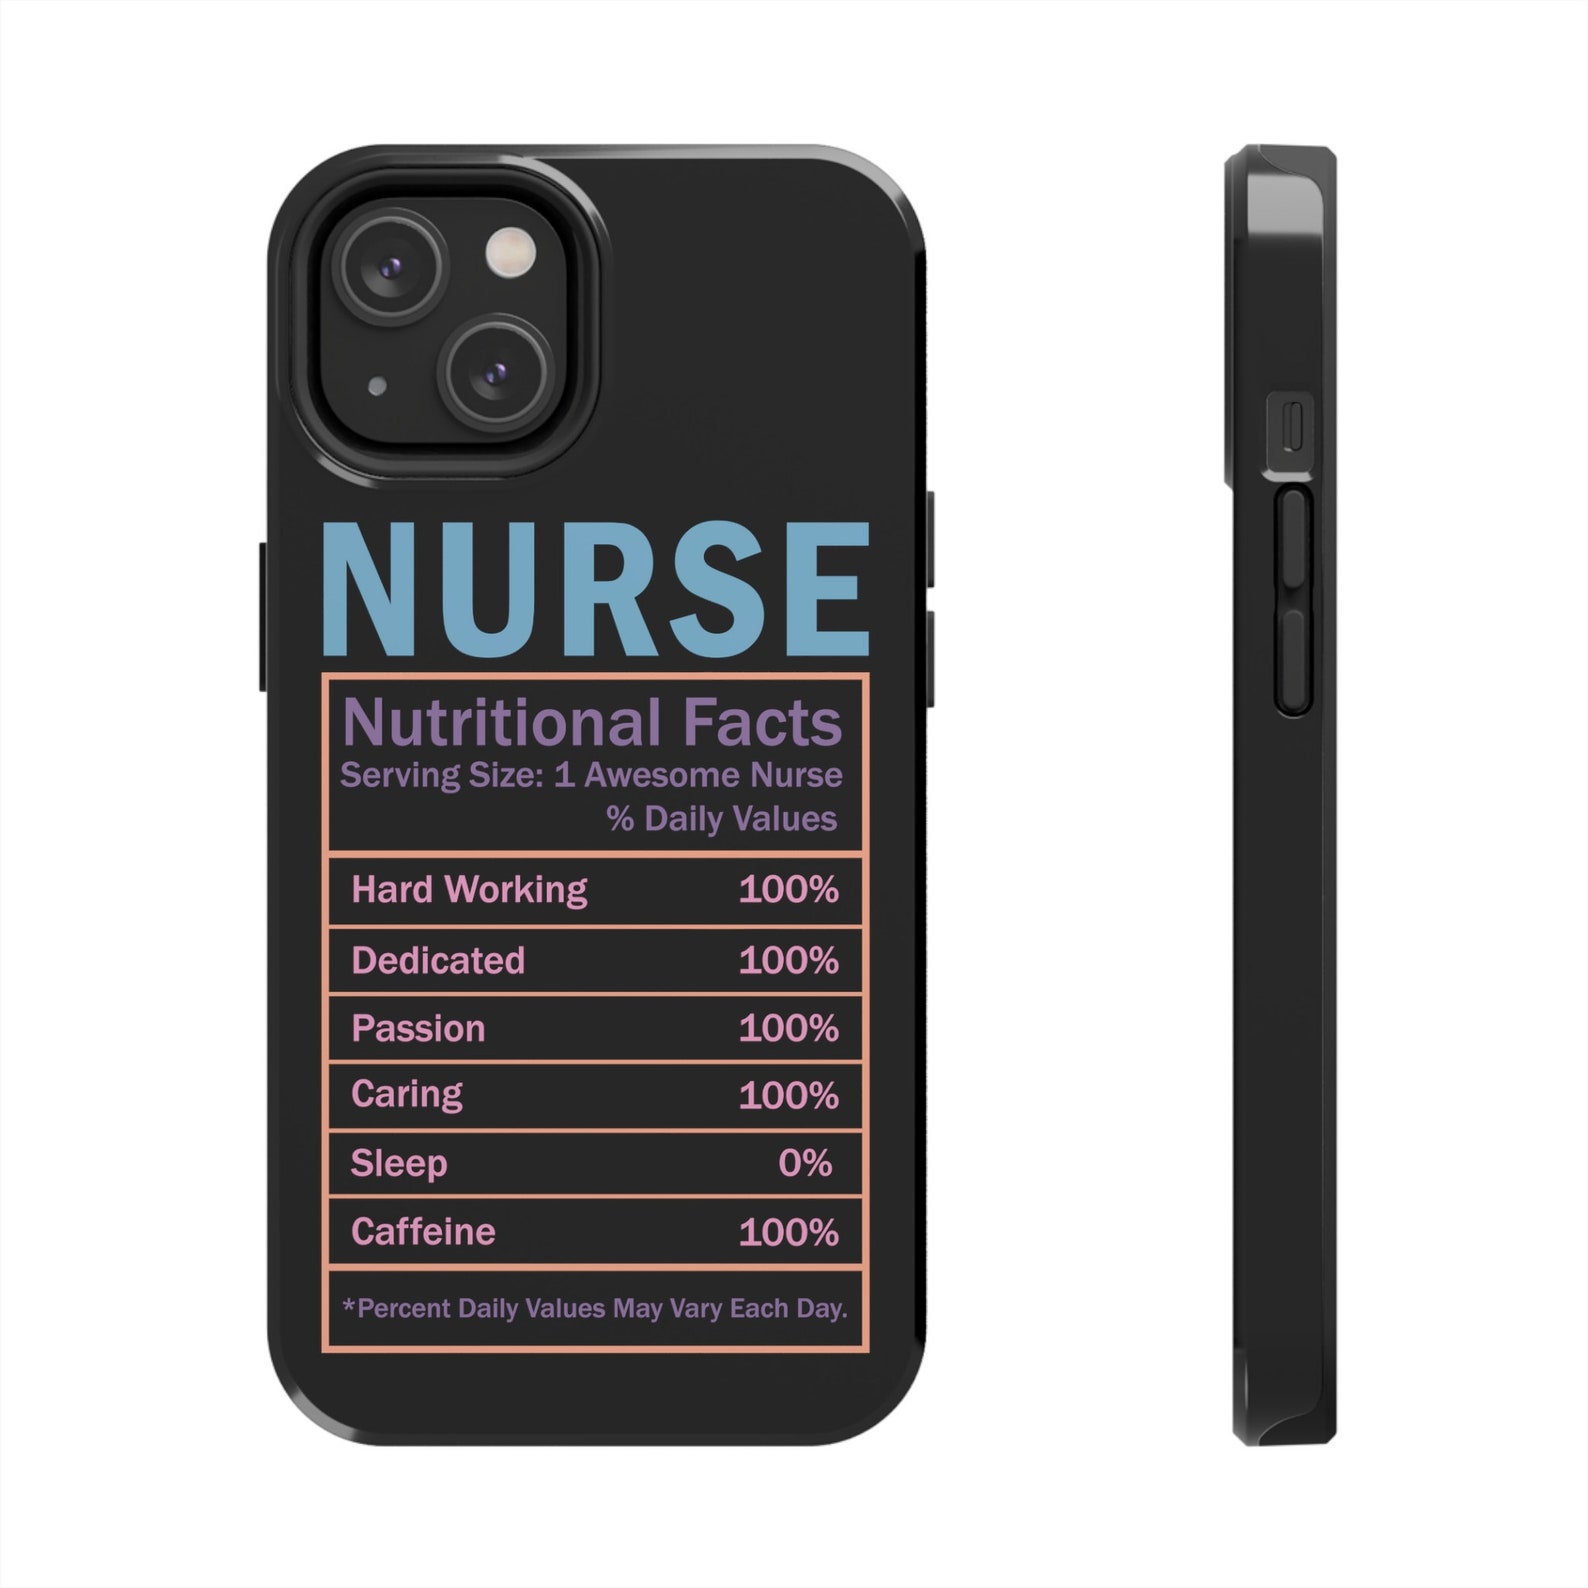 NURSE
Nutritional Facts
Serving Size: 1 Awesome Nurse
% Daily Values
Hard Working 100%
Dedicated 100%
Passion 100%
Caring 100%
Sleep 0%
Caffeine 100%
*Percent Daily Values May Vary Each Day.